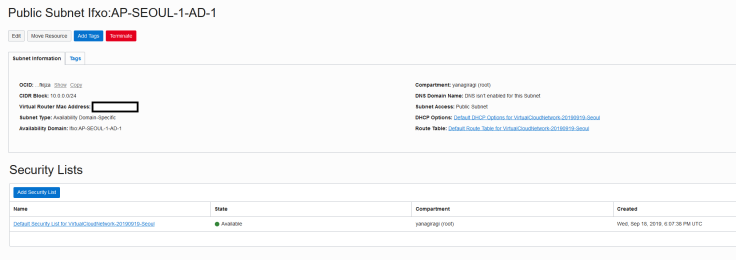 Public Subnet Ifxo:AP-SEOUL-1-AD-1
Edit Move Resource Add Tags Terminate
Subnet Information Tags
OCID: Show Copy
Compartment: yanagiragi (root)
CIDR Block: 10.0.0.0/24
DNS Domain Name: DNS isn't enabled for this Subnet
Virtual Router Mac Address:
Subnet Access: Public Subnet
Subnet Type: Availability Domain-Specific
DHCP Options: Default DHCP Options for VirtualCloudNetwork-20190919-Seoul
Availability Domain: Ifxo:AP-SEOUL-1-AD-1
Route Table: Default Route Table for VirtualCloudNetwork-20190919-Seoul
Security Lists
Add Security List
Name State Compartment Created
Default Security List for VirtualCloudNetwork-20190919-Seoul Available yanagiragi (root) Wed, Sep 18, 2019, 6:07:38 PM UTC